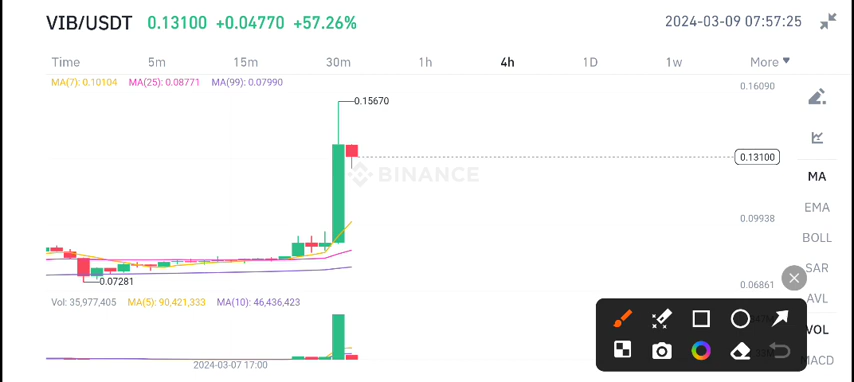 VIB/USDT 0.13100 +0.04770 +57.26% 2024-03-09 07:57:25
Time 5m 15m 30m 1h 4h 1D 1w More
MA(7): 0.10104 MA(25): 0.08771 MA(99): 0.07990
0.16090
0.15670
0.13100
BINANCE
MA
EMA
0.09938
BOLL
SAR
0.07281
0.06861
AVL
Vol: 35,977,405 MA(5): 90,421,333 MA(10): 46,436,423
VOL
MACD
2024-03-07 17:00